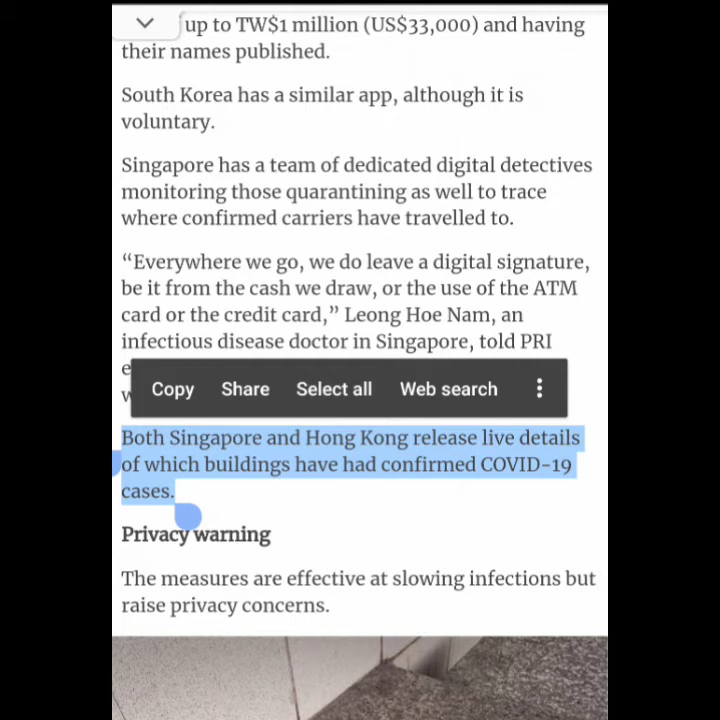 up to TW$1 million (US$33,000) and having
their names published.
South Korea has a similar app, although it is
voluntary.
Singapore has a team of dedicated digital detectives
monitoring those quarantining as well to trace
where confirmed carriers have travelled to.
“Everywhere we go, we do leave a digital signature,
be it from the cash we draw, or the use of the ATM
card or the credit card,” Leong Hoe Nam, an
infectious disease doctor in Singapore, told PRI
Copy Share Select all Web search
Both Singapore and Hong Kong release live details
of which buildings have had confirmed COVID-19
cases.
Privacy warning
The measures are effective at slowing infections but
raise privacy concerns.